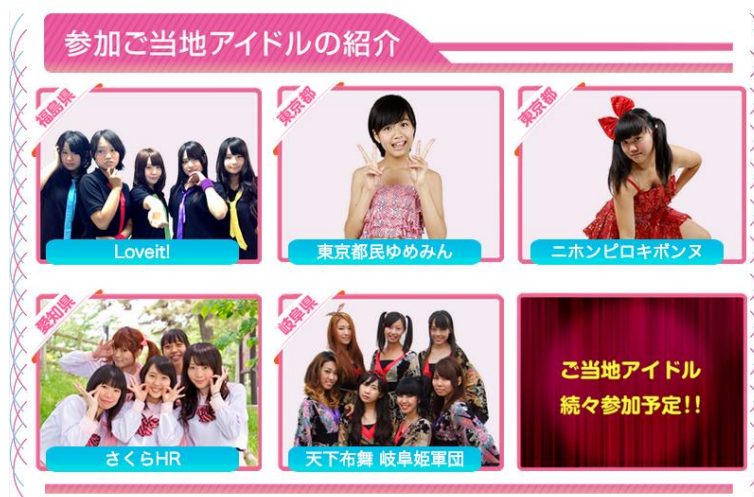 参加ご当地アイドルの紹介
福島県
Loveit!
東京都
東京都民ゆめみん
東京都
ニホンピロキボンヌ
愛知県
さくらHR
岐阜県
天下布舞 岐阜姫軍団
ご当地アイドル
続々参加予定!!